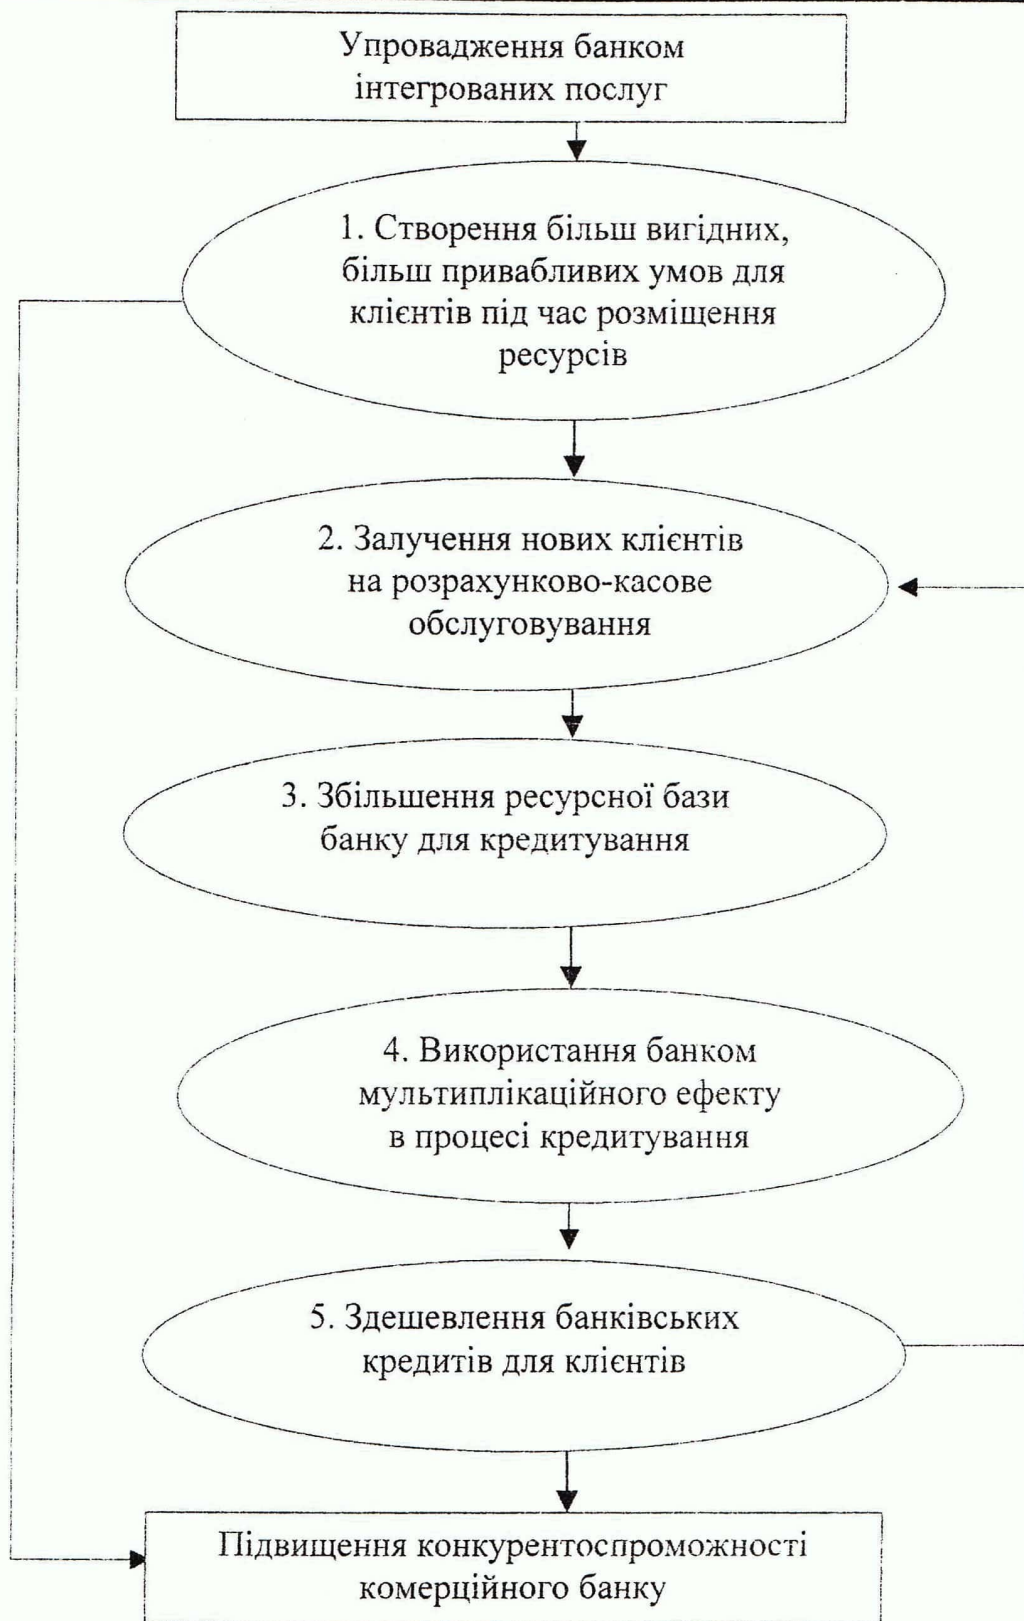 Упровадження банком
інтегрованих послуг
1. Створення більш вигідних,
більш привабливих умов для
клієнтів під час розміщення
ресурсів
2. Залучення нових клієнтів
на розрахунково-касове
обслуговування
3. Збільшення ресурсної бази
банку для кредитування
4. Використання банком
мультиплікаційного ефекту
в процесі кредитування
5. Здешевлення банківських
кредитів для клієнтів
Підвищення конкурентоспроможності
комерційного банку